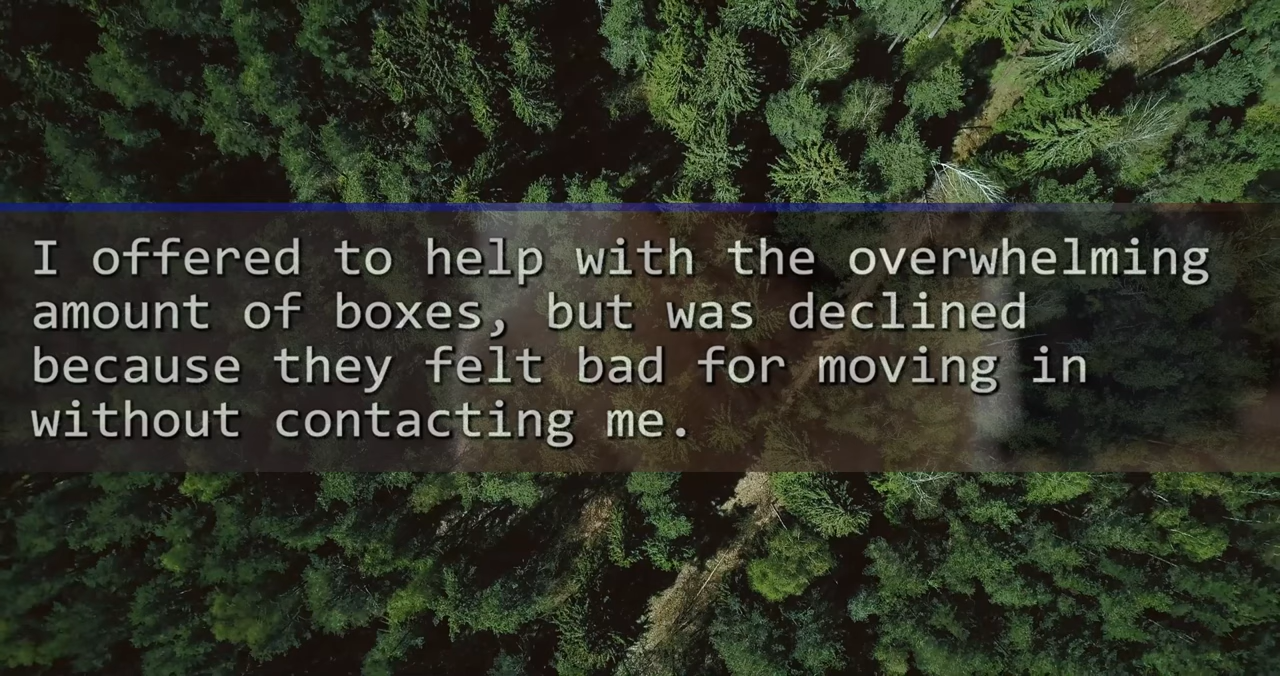 I offered to help with the overwhelming
amount of boxes, but was declined
because they felt bad for moving in
without contacting me.